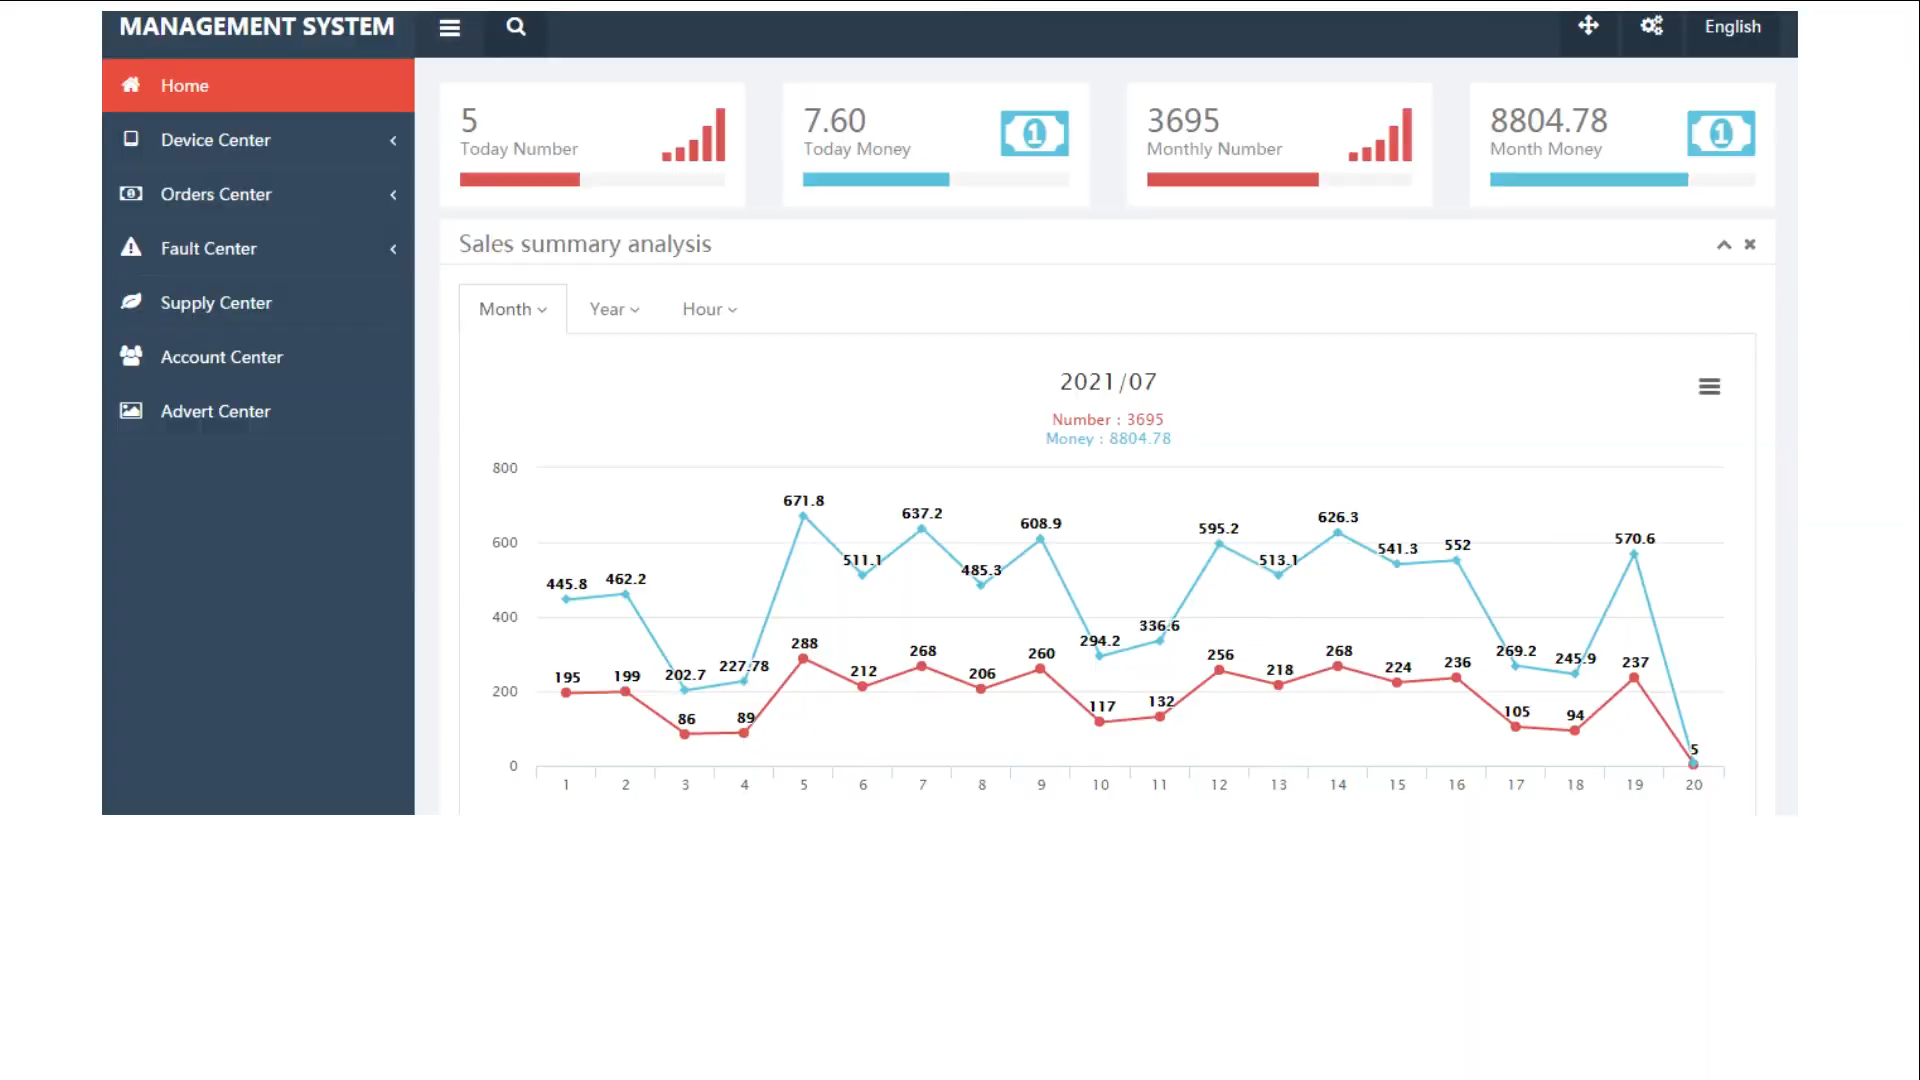 MANAGEMENT SYSTEM
English
Home
Device Center
Orders Center
Fault Center
Supply Center
Account Center
Advert Center
5
Today Number
7.60
Today Money
1
3695
Monthly Number
8804.78
Month Money
1
Sales summary analysis
Month
Year
Hour
2021/07
Number : 3695
Money : 8804.78
800
600
400
200
0
445.8 462.2 202.7 227.78 671.8 511.1 637.2 485.3 608.9 294.2 336.6 595.2 513.1 626.3 541.3 552 269.2 245.9 570.6
195 199 86 89 288 212 268 206 260 117 132 256 218 268 224 236 105 94 237 5
1 2 3 4 5 6 7 8 9 10 11 12 13 14 15 16 17 18 19 20